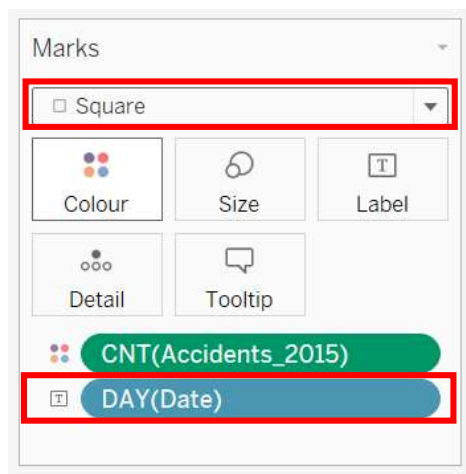 Marks
Square
Colour Size Label
Detail Tooltip
CNT(Accidents_2015)
T DAY(Date)